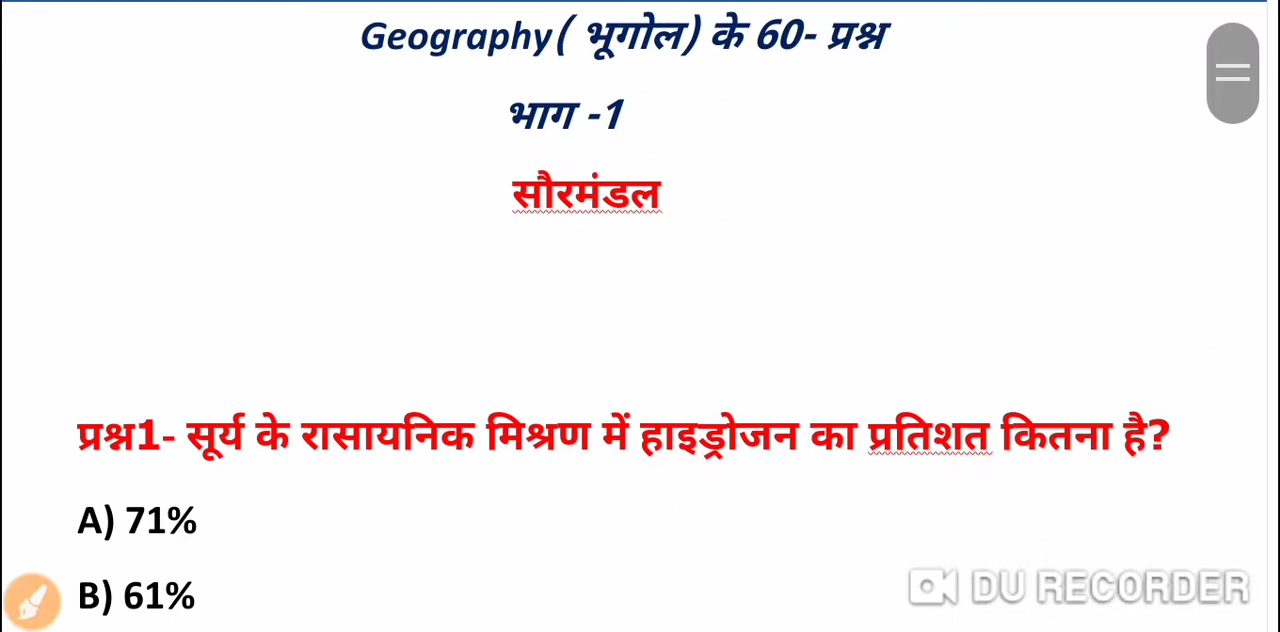 Geography( भूगोल) के 60- प्रश्न
भाग -1
सौरमंडल
प्रश्न1- सूर्य के रासायनिक मिश्रण में हाइड्रोजन का प्रतिशत कितना है?
A) 71%
B) 61%
DU RECORDER